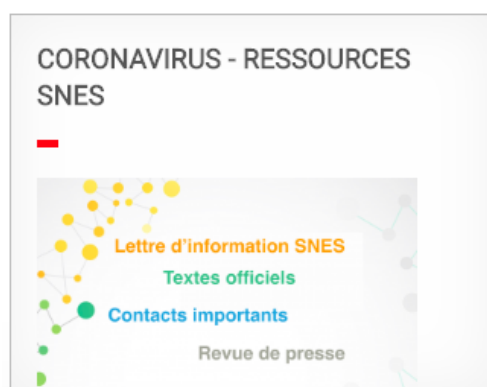 CORONAVIRUS - RESSOURCES
SNES
Lettre d'information SNES
Textes officiels
Contacts importants
Revue de presse